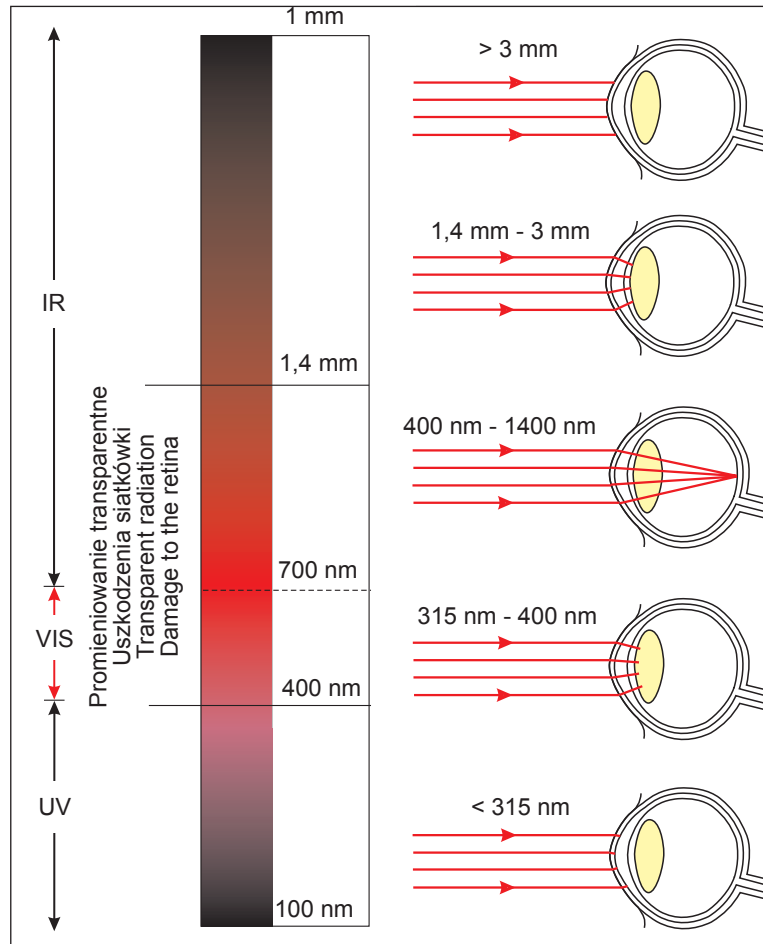 1 mm
IR
1,4 mm
Promieniowanie transparentne
Uszkodzenia siatkówki
Transparent radiation
Damage to the retina
700 nm
VIS
400 nm
UV
100 nm
> 3 mm
1,4 mm - 3 mm
400 nm - 1400 nm
315 nm - 400 nm
< 315 nm